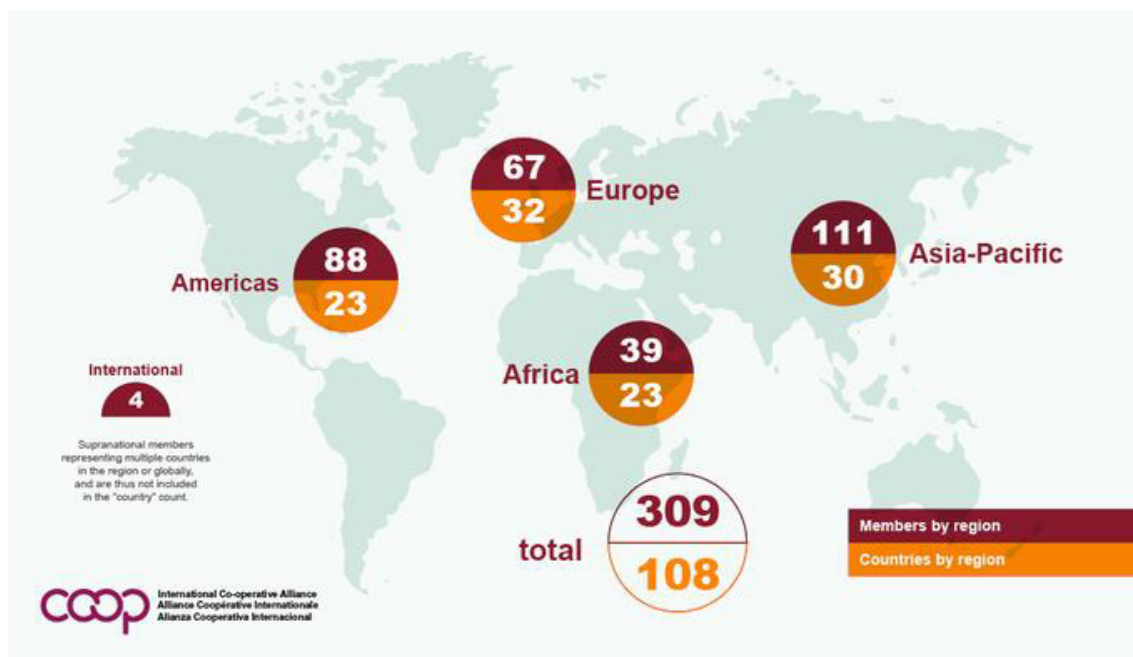 67
32
Europe
88
23
Americas
111
30
Asia-Pacific
39
23
Africa
International
4
Supranational members
representing multiple countries
in the region or globally,
and are thus not included
in the "country" count.
309
total
108
Members by region
Countries by region
coop
International Co-operative Alliance
Alliance Coopérative Internationale
Alianza Cooperativa Internacional